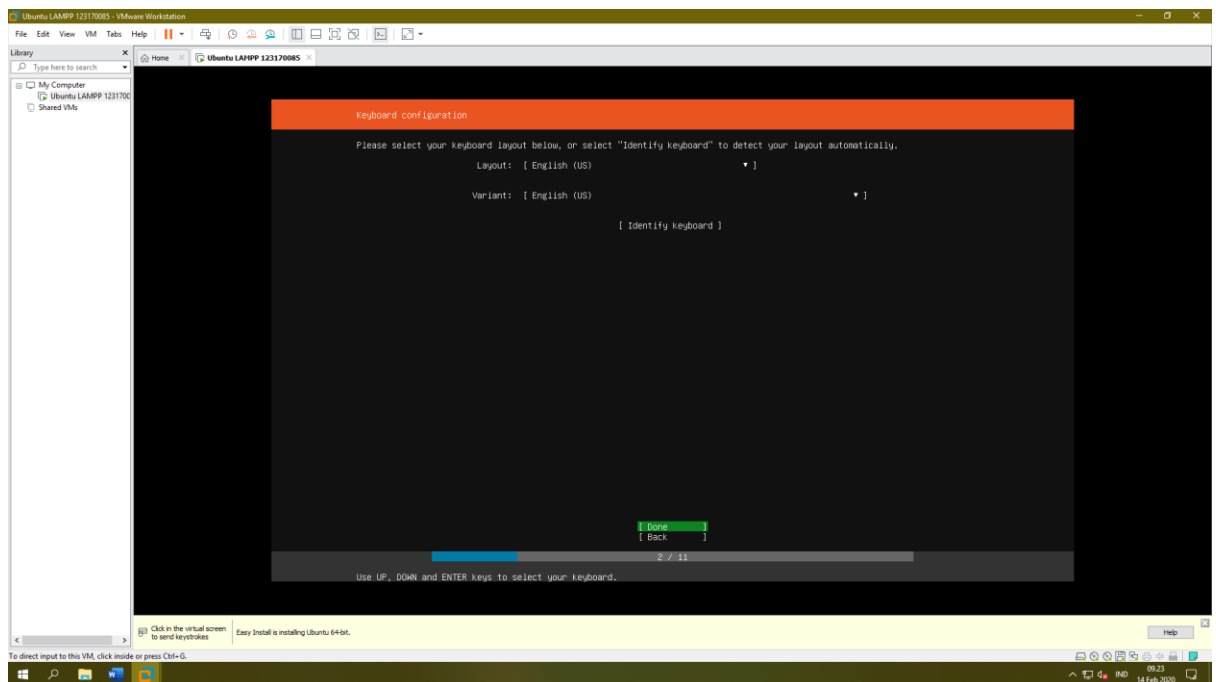 Ubuntu LAMPP 123170085 - VMware Workstation
File Edit View VM Tabs Help
Library
Home
Ubuntu LAMPP 123170085
Type here to search
My Computer
Ubuntu LAMPP 1231700
Shared VMs
Keyboard configuration
Please select your keyboard layout below, or select "Identify keyboard" to detect your layout automatically.
Layout: [ English (US) ▾ ]
Variant: [ English (US) ▾ ]
[ Identify keyboard ]
[ Done ]
[ Back ]
2 / 11
Use UP, DOWN and ENTER keys to select your keyboard.
Click in the virtual screen
to send keystrokes
Easy Install is installing Ubuntu 64-bit.
Help
To direct input to this VM, click inside or press Ctrl+G.
IND
09.23
14 Feb 2020